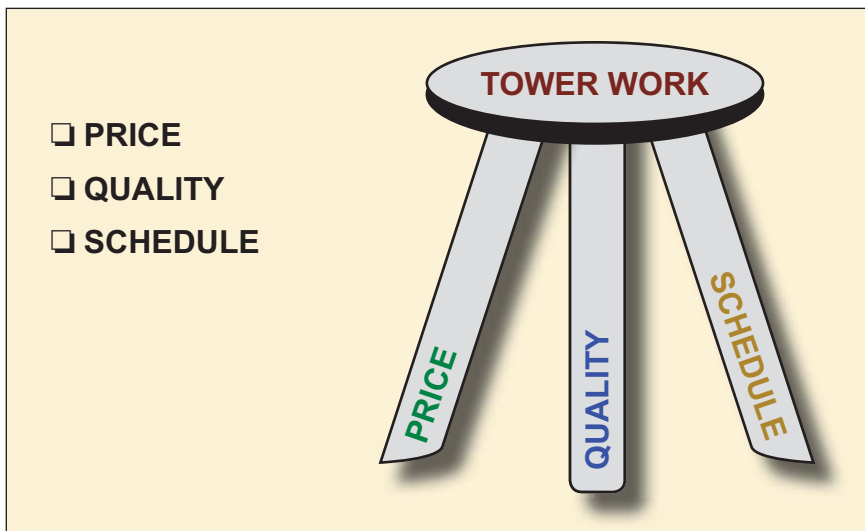 ❏ PRICE
❏ QUALITY
❏ SCHEDULE
TOWER WORK
PRICE
QUALITY
SCHEDULE